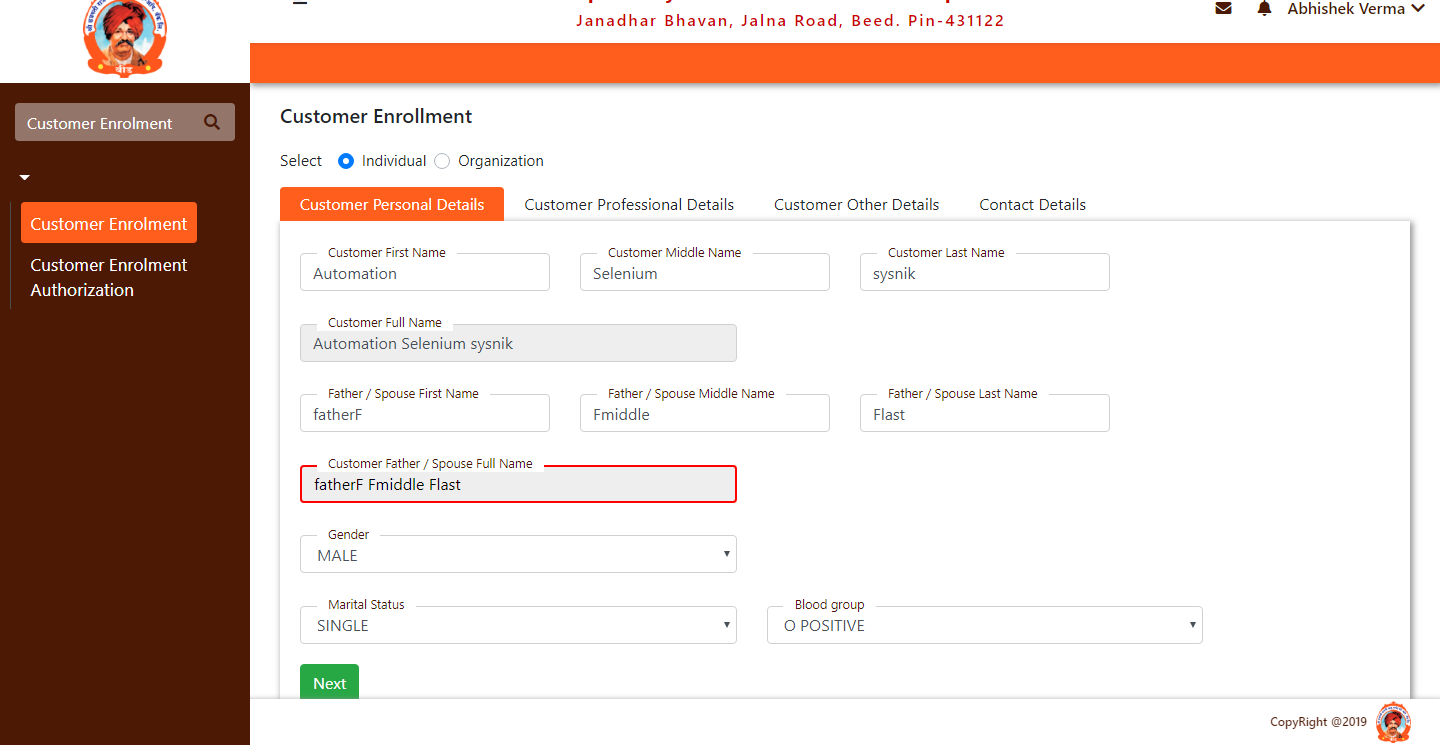 Janadhar Bhavan, Jalna Road, Beed. Pin-431122
Abhishek Verma
बीड
Customer Enrolment
Customer Enrolment
Customer Enrolment
Authorization
Customer Enrollment
Select Individual Organization
Customer Personal Details Customer Professional Details Customer Other Details Contact Details
Customer First Name Customer Middle Name Customer Last Name
Automation Selenium sysnik
Customer Full Name
Automation Selenium sysnik
Father / Spouse First Name Father / Spouse Middle Name Father / Spouse Last Name
fatherF Fmiddle Flast
Customer Father / Spouse Full Name
fatherF Fmiddle Flast
Gender
MALE
Marital Status Blood group
SINGLE O POSITIVE
Next
CopyRight @2019